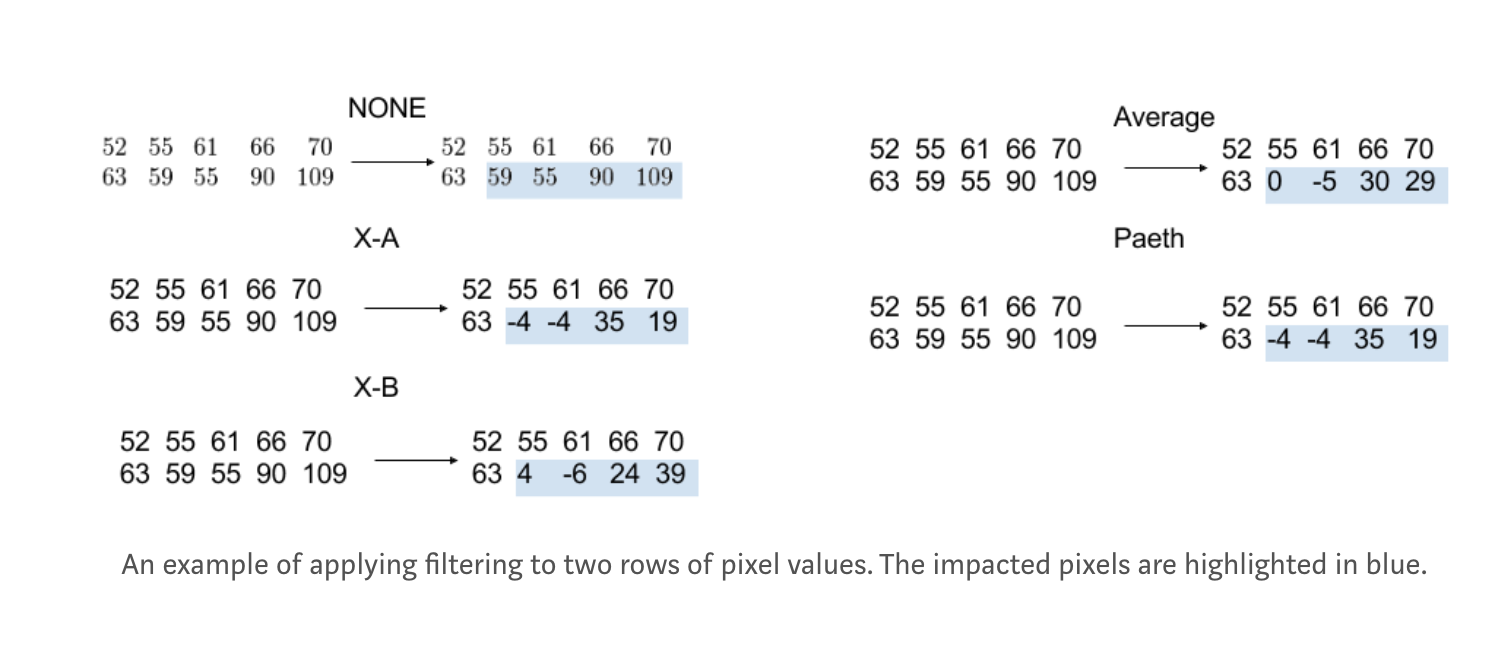 NONE
52 55 61 66 70 52 55 61 66 70
63 59 55 90 109 63 59 55 90 109
X-A
52 55 61 66 70 52 55 61 66 70
63 59 55 90 109 63 -4 -4 35 19
X-B
52 55 61 66 70 52 55 61 66 70
63 59 55 90 109 63 4 -6 24 39
Average
52 55 61 66 70 52 55 61 66 70
63 59 55 90 109 63 0 -5 30 29
Paeth
52 55 61 66 70 52 55 61 66 70
63 59 55 90 109 63 -4 -4 35 19
An example of applying filtering to two rows of pixel values. The impacted pixels are highlighted in blue.